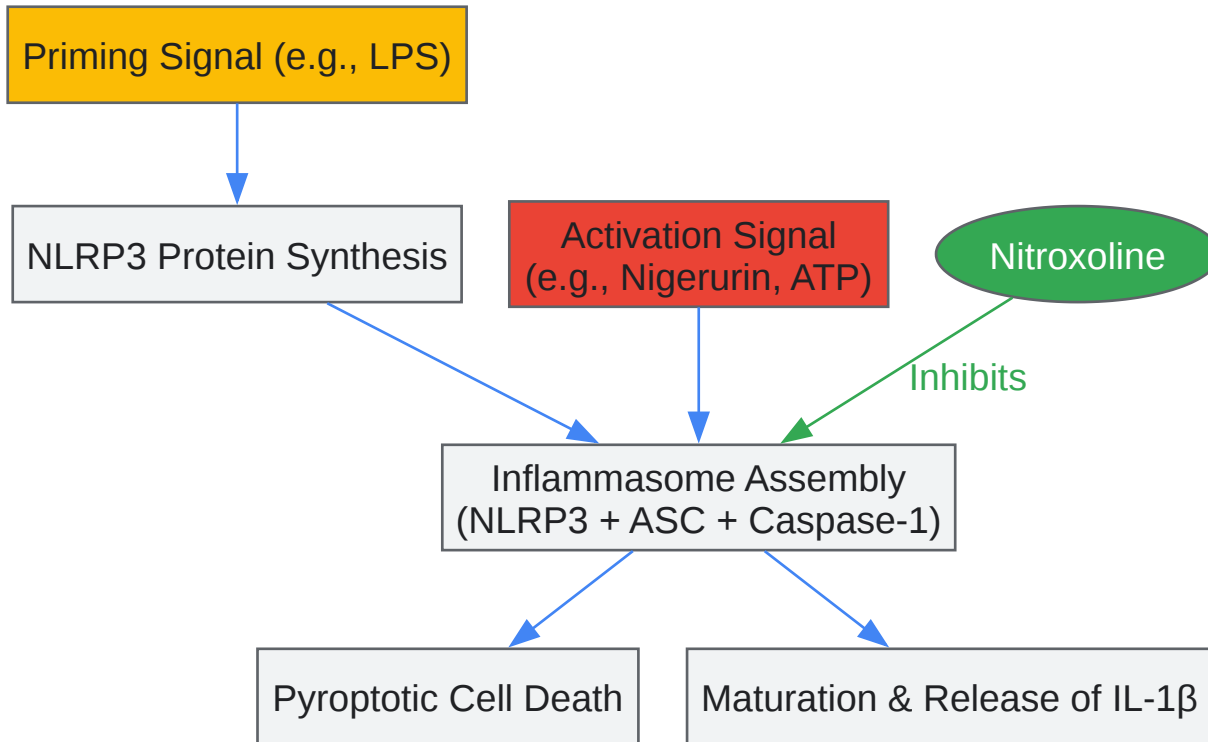 Priming Signal (e.g., LPS)
NLRP3 Protein Synthesis
Activation Signal
(e.g., Nigerurin, ATP)
Nitroxoline
Inhibits
Inflammasome Assembly
(NLRP3 + ASC + Caspase-1)
Pyroptotic Cell Death
Maturation & Release of IL-1β